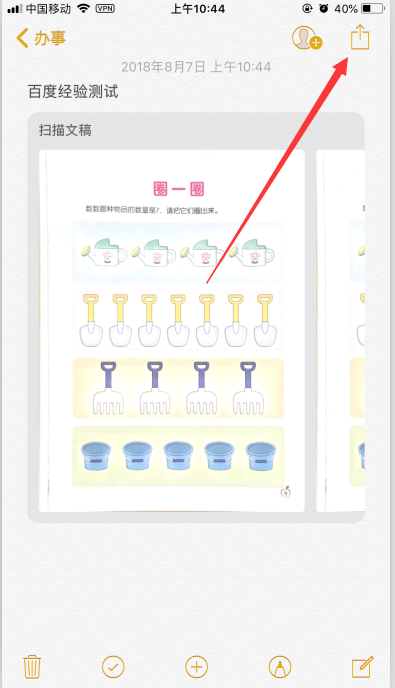 中国移动 VPN 上午10:44 40%
办事
2018年8月7日 上午10:44
百度经验测试
扫描文稿
圈一圈
数数哪种物品的数量是7，请把它们圈出来。